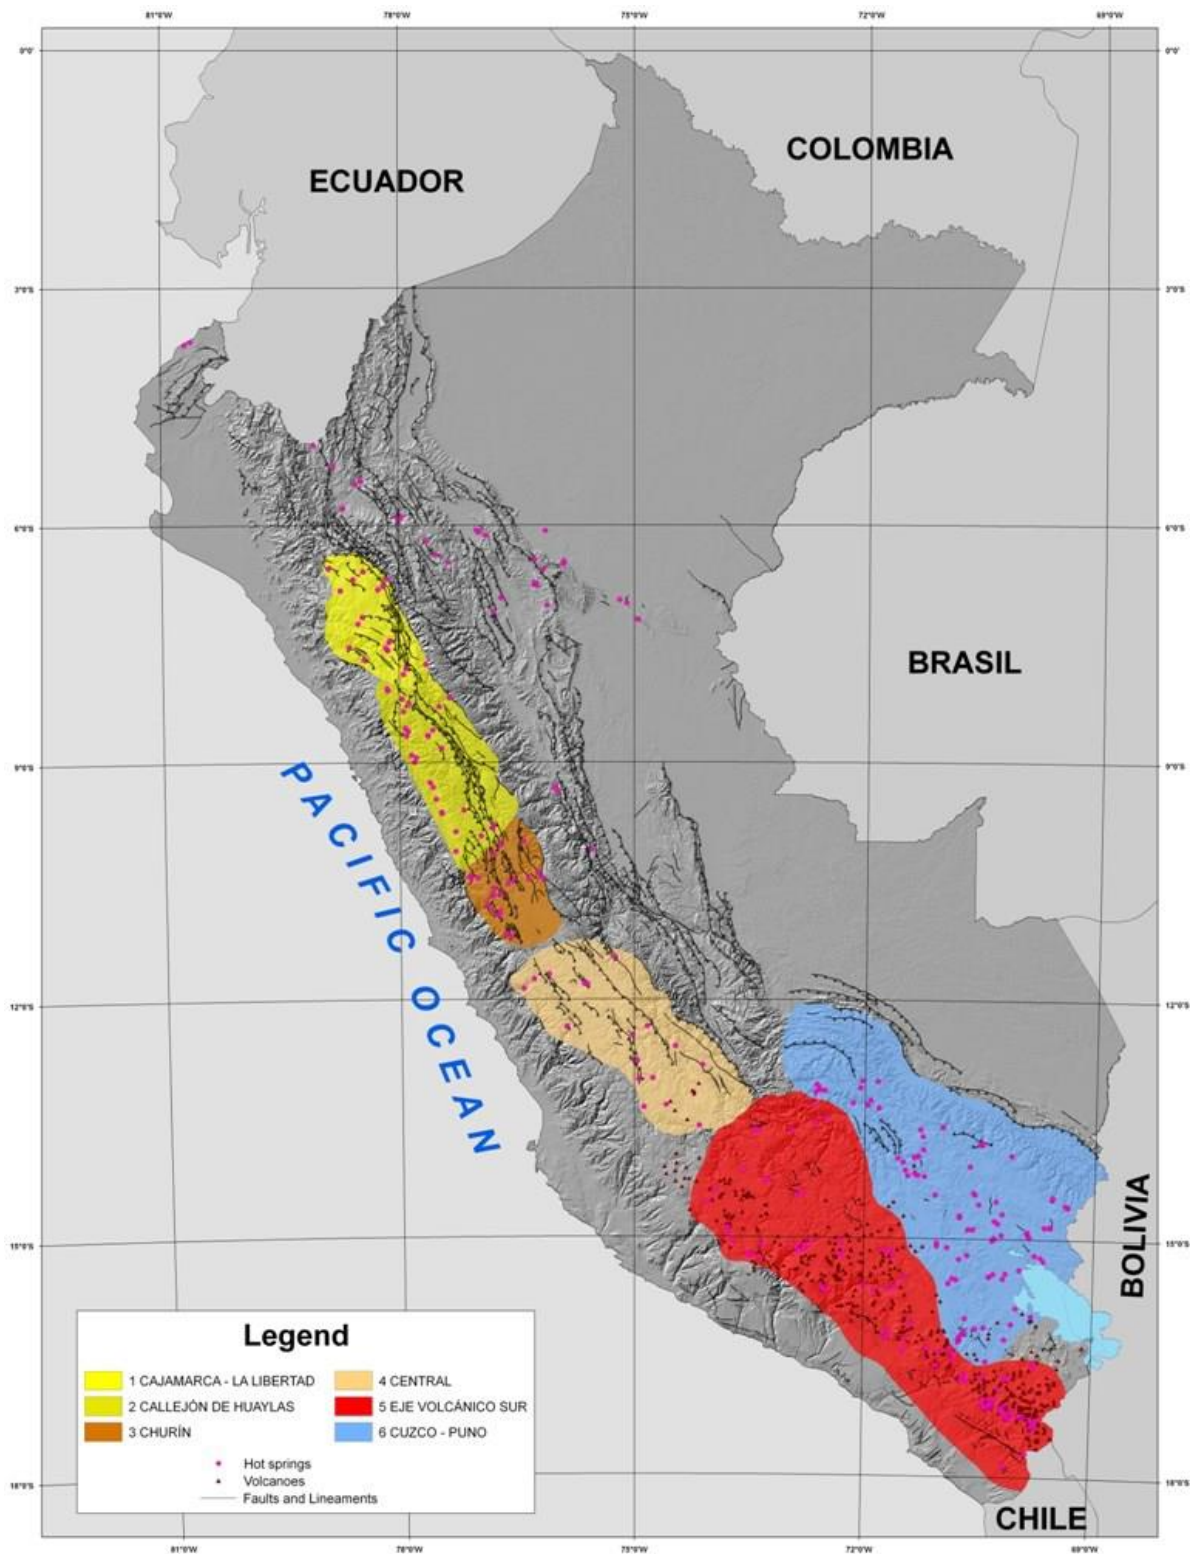 81°0'W 78°0'W 75°0'W 72°0'W 69°0'W
0°0' 0°0'
COLOMBIA
ECUADOR
3°0'S 3°0'S
6°0'S 6°0'S
BRASIL
9°0'S 9°0'S
PACIFIC OCEAN
12°0'S 12°0'S
BOLIVIA
15°0'S 15°0'S
Legend
1 CAJAMARCA - LA LIBERTAD
2 CALLEJÓN DE HUAYLAS
3 CHURÍN
4 CENTRAL
5 EJE VOLCÁNICO SUR
6 CUZCO - PUNO
Hot springs
Volcanoes
Faults and Lineaments
18°0'S 18°0'S
CHILE
81°0'W 78°0'W 75°0'W 72°0'W 69°0'W